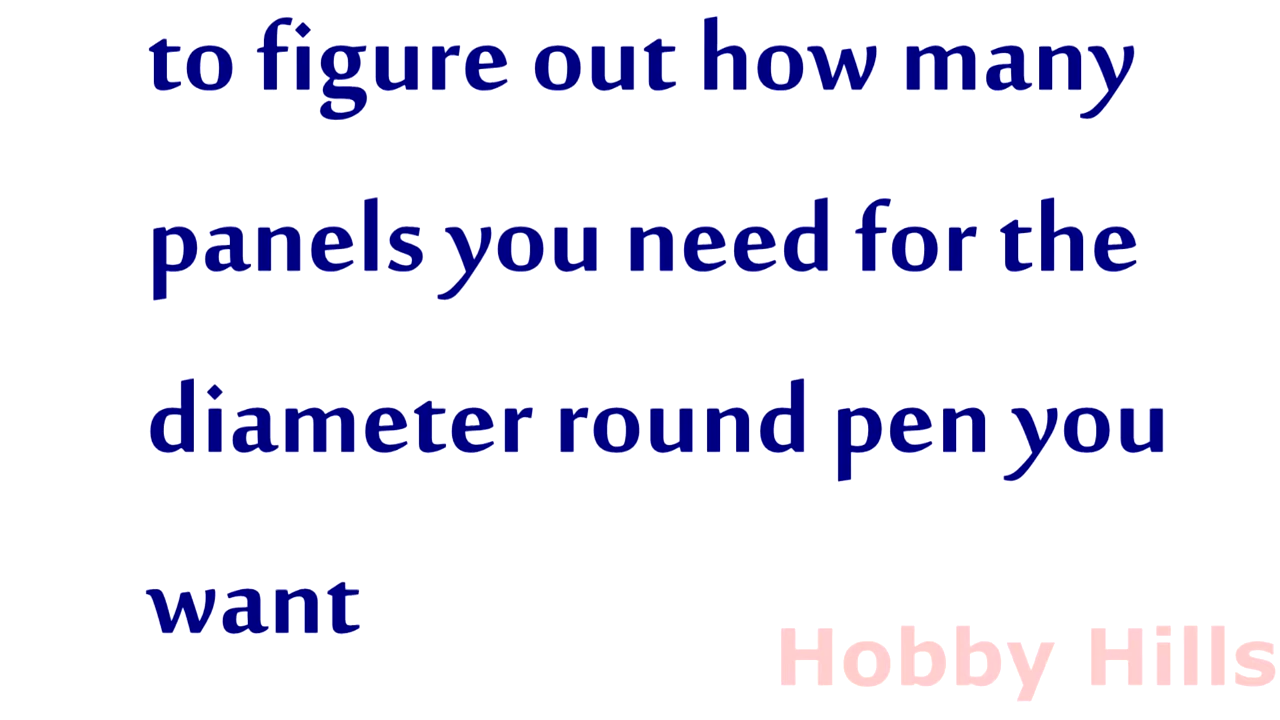 to figure out how many
panels you need for the
diameter round pen you
want
Hobby Hills